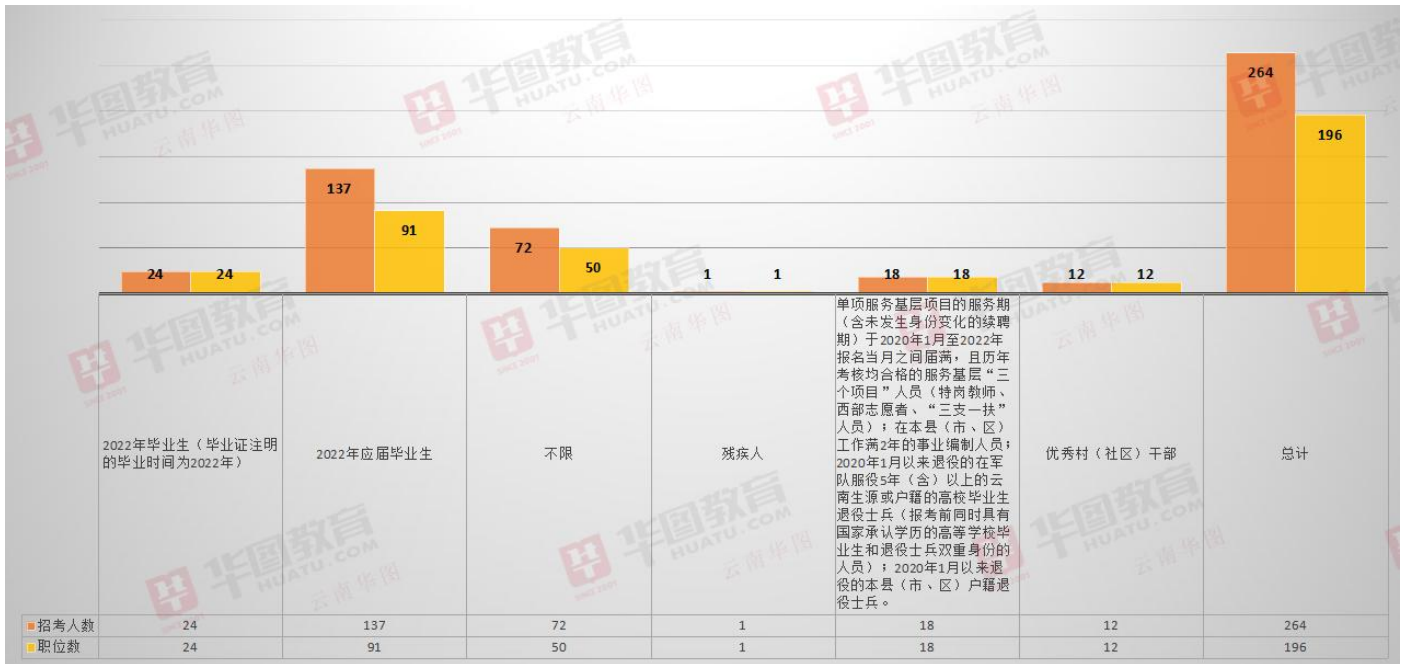 264
196
137
91
72
50
24
24
1
1
18
18
12
12
2022年毕业生（毕业证注明
的毕业时间为2022年）
2022年应届毕业生
不限
残疾人
单项服务基层项目的服务期
（含未发生身份变化的续聘
期）于2020年1月至2022年
报名当月之间届满，且历年
考核均合格的服务基层“三
个项目”人员（特岗教师、
西部志愿者、“三支一扶”
人员）；在本县（市、区）
工作满2年的事业编制人员；
2020年1月以来退役的在军
队服役5年（含）以上的云
南生源或户籍的高校毕业生
退役士兵（报考前同时具有
国家承认学历的高等学校毕
业生和退役士兵双重身份的
人员）；2020年1月以来退
役的本县（市、区）户籍退
役士兵。
优秀村（社区）干部
总计
招考人数 24 137 72 1 18 12 264
职位数 24 91 50 1 18 12 196
华图教育
HUATU.COM
云南华图
SINCE 2001